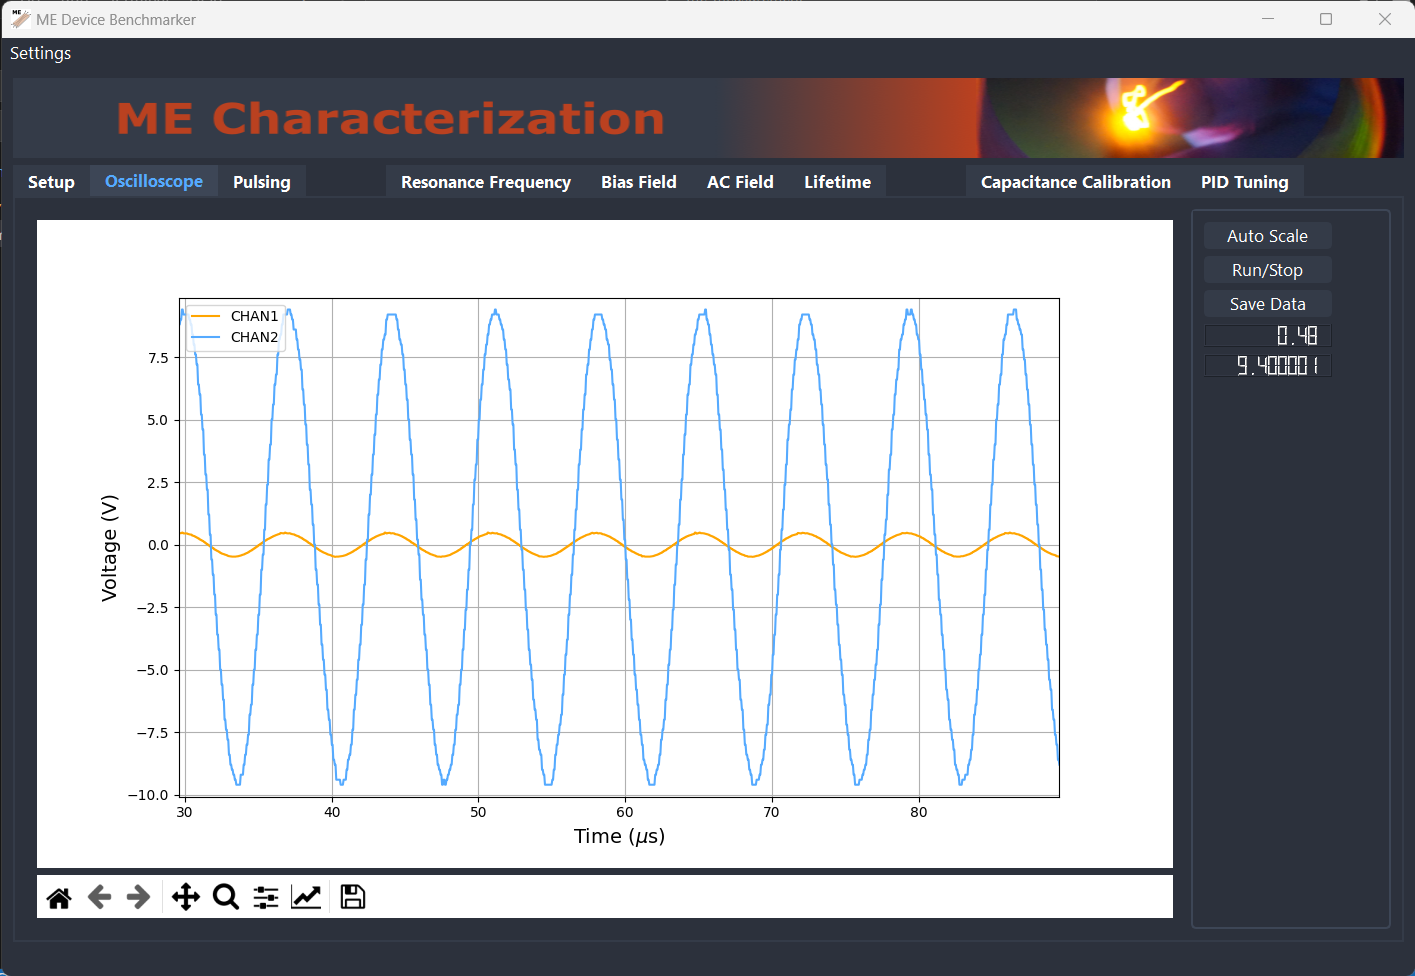 ME Device Benchmarker
Settings
ME Characterization
Setup Oscilloscope Pulsing Resonance Frequency Bias Field AC Field Lifetime Capacitance Calibration PID Tuning
Auto Scale
Run/Stop
Save Data
0.48
9.400001
CHAN1
CHAN2
7.5
5.0
2.5
0.0
−2.5
−5.0
−7.5
−10.0
Voltage (V)
30 40 50 60 70 80
Time (μs)